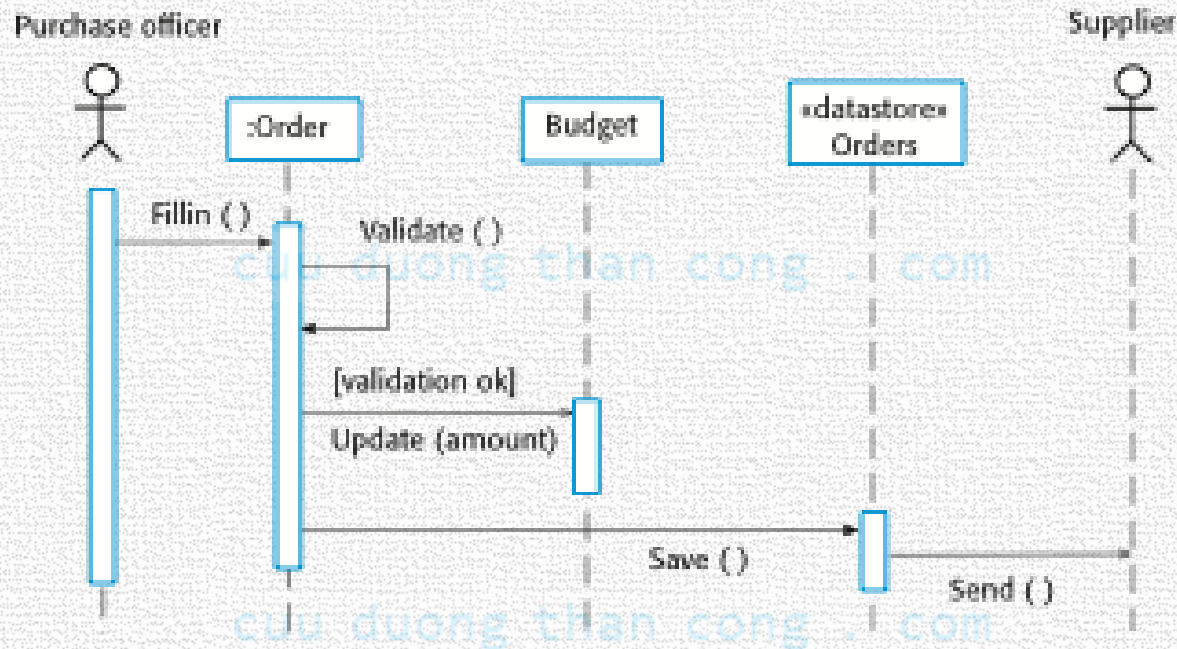 Purchase officer
Supplier
:Order
Budget
«datastore»
Orders
Fillin ( )
Validate ( )
cuu duong than cong . com
[validation ok]
Update (amount)
Save ( )
Send ( )
cuu duong than cong . com